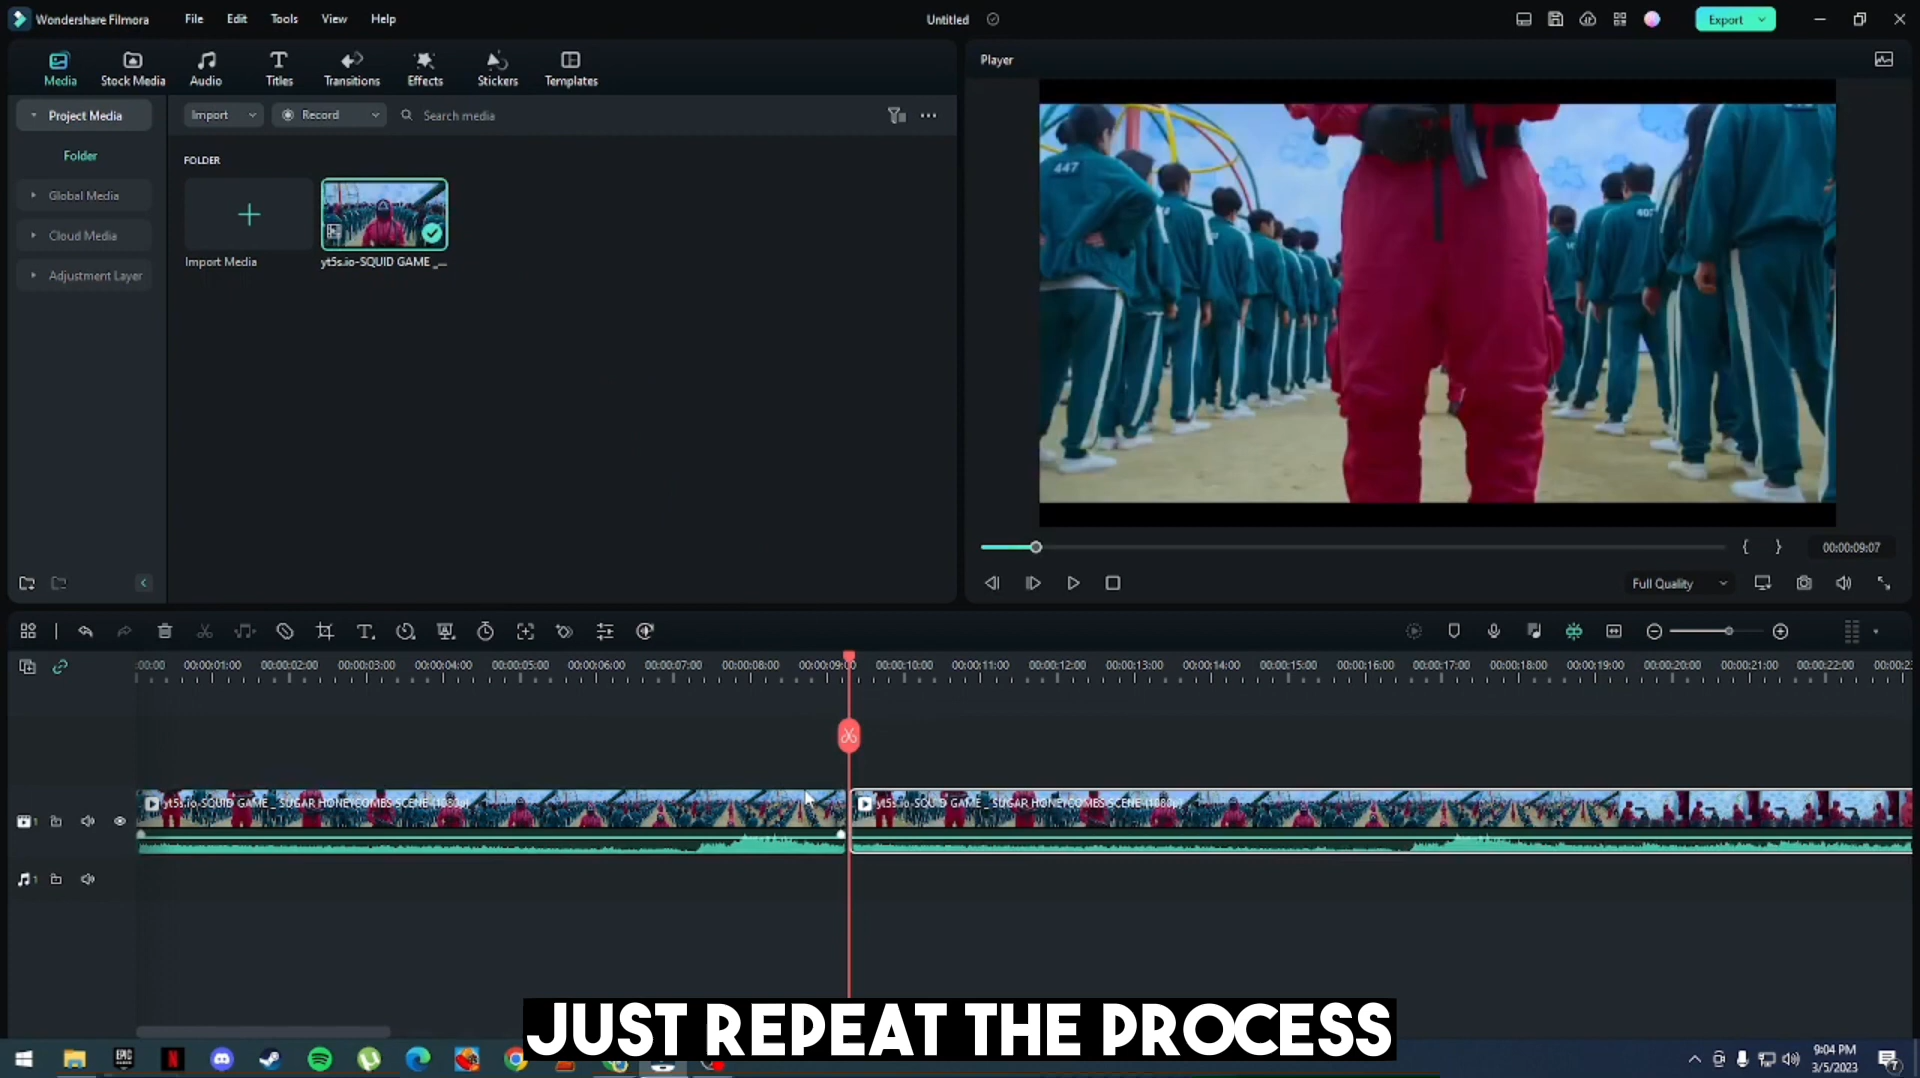 Wondershare Filmora File Edit Tools View Help Untitled Export
Media Stock Media Audio Titles Transitions Effects Stickers Templates
Player
Project Media
Folder
Global Media
Cloud Media
Adjustment Layer
Import Record Search media
FOLDER
Import Media
yt5s.io-SQUID GAME _...
447
Full Quality
00:00:09:07
:00:00 00:00:01:00 00:00:02:00 00:00:03:00 00:00:04:00 00:00:05:00 00:00:06:00 00:00:07:00 00:00:08:00 00:00:09:00 00:00:10:00 00:00:11:00 00:00:12:00 00:00:13:00 00:00:14:00 00:00:15:00 00:00:16:00 00:00:17:00 00:00:18:00 00:00:19:00 00:00:20:00 00:00:21:00 00:00:22:00 00:00:2
yt5s.io-SQUID GAME _ SUGAR HONEYCOMBS SCENE (1080p)
yt5s.io-SQUID GAME _ SUGAR HONEYCOMBS SCENE (1080p)
1
1
JUST REPEAT THE PROCESS
EPIC
N
9:04 PM
3/5/2023
7